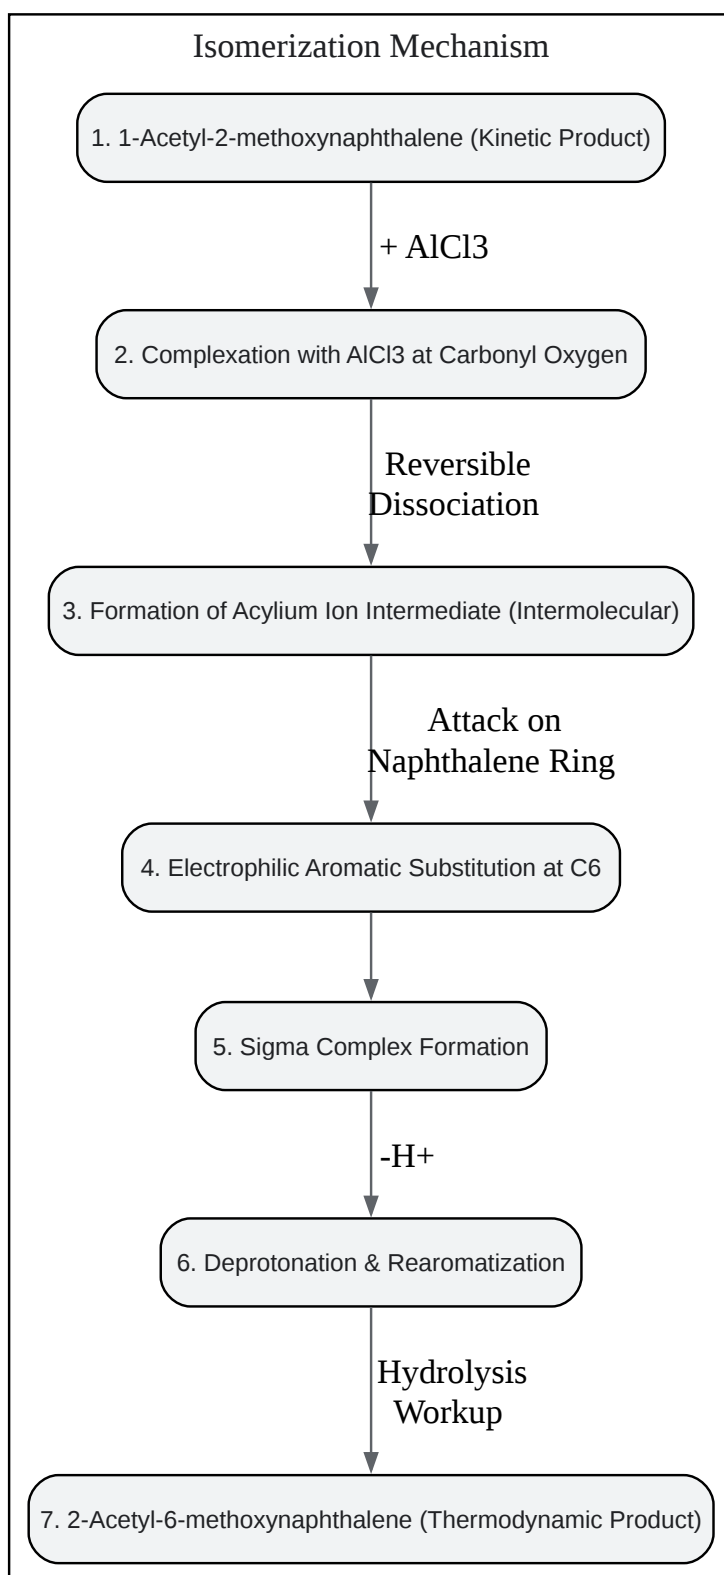 Isomerization Mechanism
1. 1-Acetyl-2-methoxynaphthalene (Kinetic Product)
+ AlCl3
2. Complexation with AlCl3 at Carbonyl Oxygen
Reversible
Dissociation
3. Formation of Acylium Ion Intermediate (Intermolecular)
Attack on
Naphthalene Ring
4. Electrophilic Aromatic Substitution at C6
5. Sigma Complex Formation
-H+
6. Deprotonation & Rearomatization
Hydrolysis
Workup
7. 2-Acetyl-6-methoxynaphthalene (Thermodynamic Product)